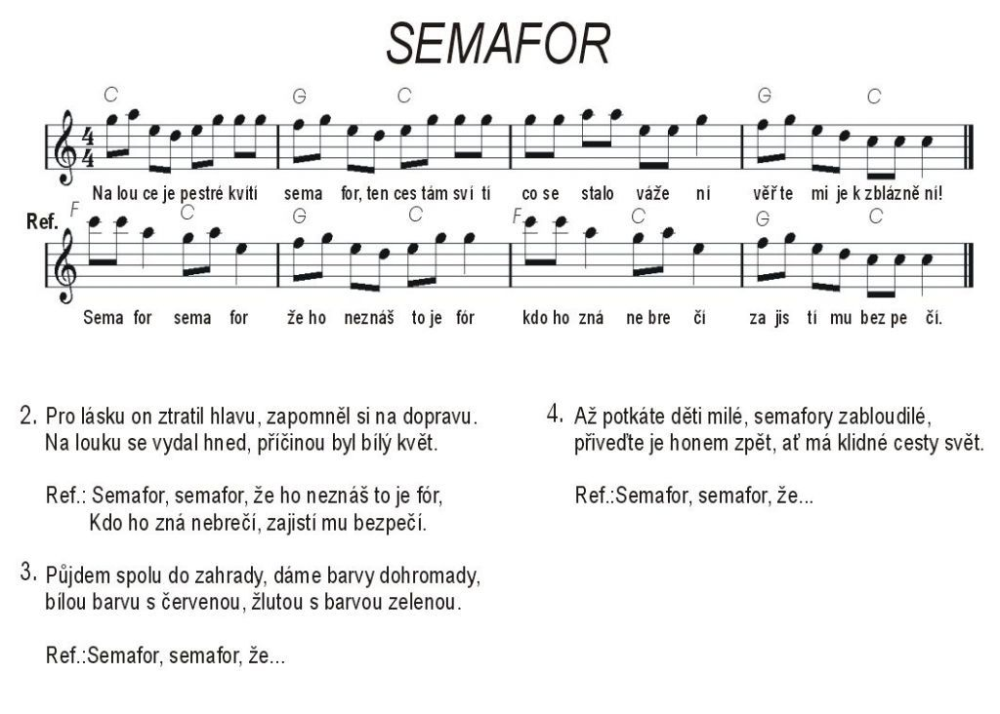 SEMAFOR
C G C G C
4
4
Na lou ce je pestré kvítí sema for, ten ces tám sví tí co se stalo váže ní věř te mi je k zblázně ní!
F C G C F C G C
Ref.
Sema for sema for že ho neznáš to je fór kdo ho zná ne bre čí za jis tí mu bez pe čí.
2. Pro lásku on ztratil hlavu, zapomněl si na dopravu.
Na louku se vydal hned, příčinou byl bílý květ.
Ref.: Semafor, semafor, že ho neznáš to je fór,
Kdo ho zná nebrečí, zajistí mu bezpečí.
3. Půjdem spolu do zahrady, dáme barvy dohromady,
bílou barvu s červenou, žlutou s barvou zelenou.
Ref.:Semafor, semafor, že...
4. Až potkáte děti milé, semafory zabloudilé,
přiveďte je honem zpět, ať má klidné cesty svět.
Ref.:Semafor, semafor, že...